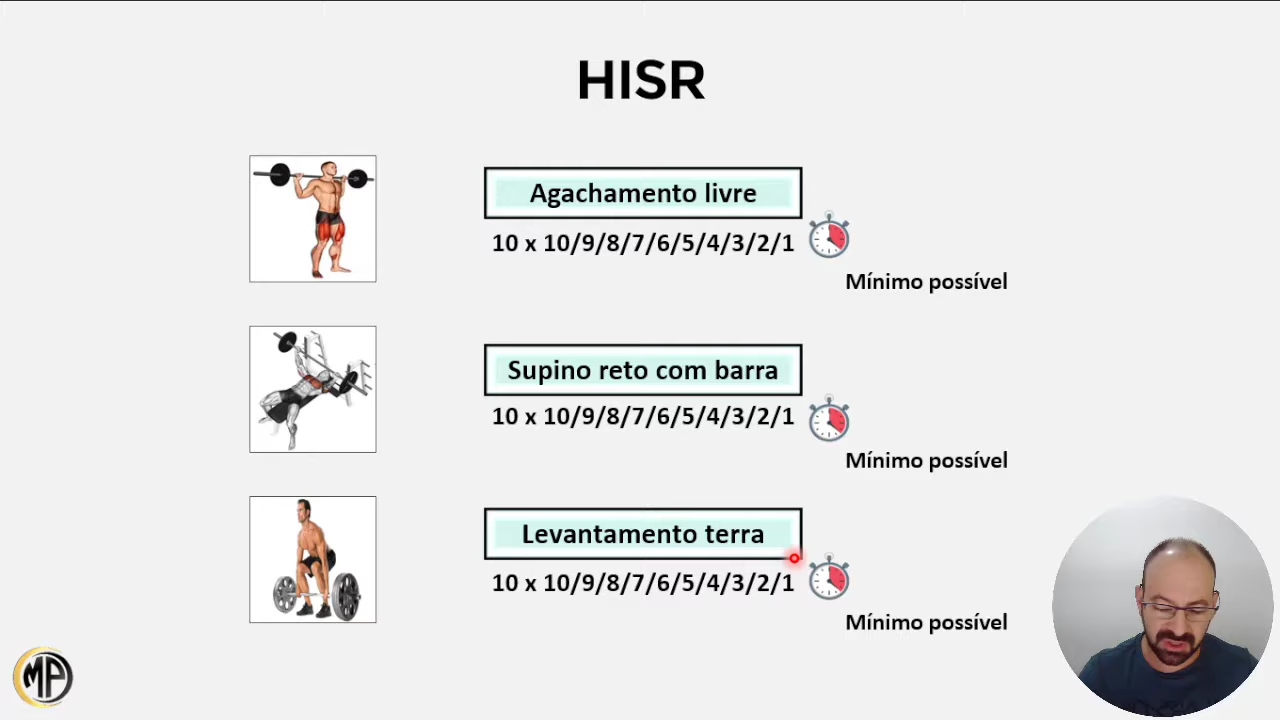 HISR
Agachamento livre
10 x 10/9/8/7/6/5/4/3/2/1
Mínimo possível
Supino reto com barra
10 x 10/9/8/7/6/5/4/3/2/1
Mínimo possível
Levantamento terra
10 x 10/9/8/7/6/5/4/3/2/1
Mínimo possível
MP